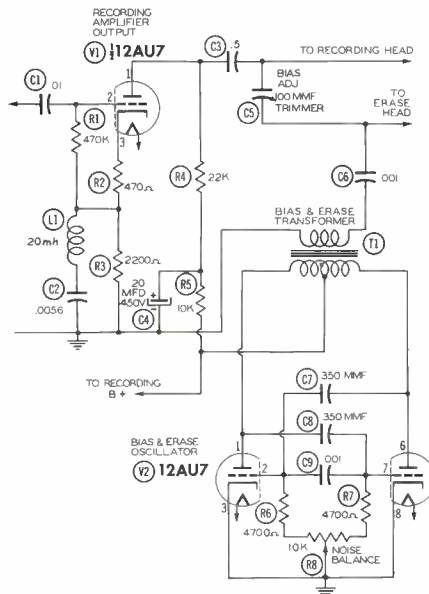 RECORDING
AMPLIFIER
OUTPUT
V1 ½12AU7
C3 .5
TO RECORDING HEAD
BIAS
ADJ
100 MMF
TRIMMER
C5
TO
ERASE
HEAD
C1 .01
1
2
3
R1
470K
R2
470Ω
R4
22K
C6 .001
L1
20mh
R3
2200Ω
BIAS & ERASE
TRANSFORMER
T1
C2
.0056
20
MFD
450V
+
C4
R5
10K
TO RECORDING
B +
C7 350 MMF
C8 350 MMF
C9 .001
BIAS & ERASE
OSCILLATOR
V2 12AU7
1
2
3
6
7
8
R6
4700Ω
R7
4700Ω
10K
R8
NOISE
BALANCE